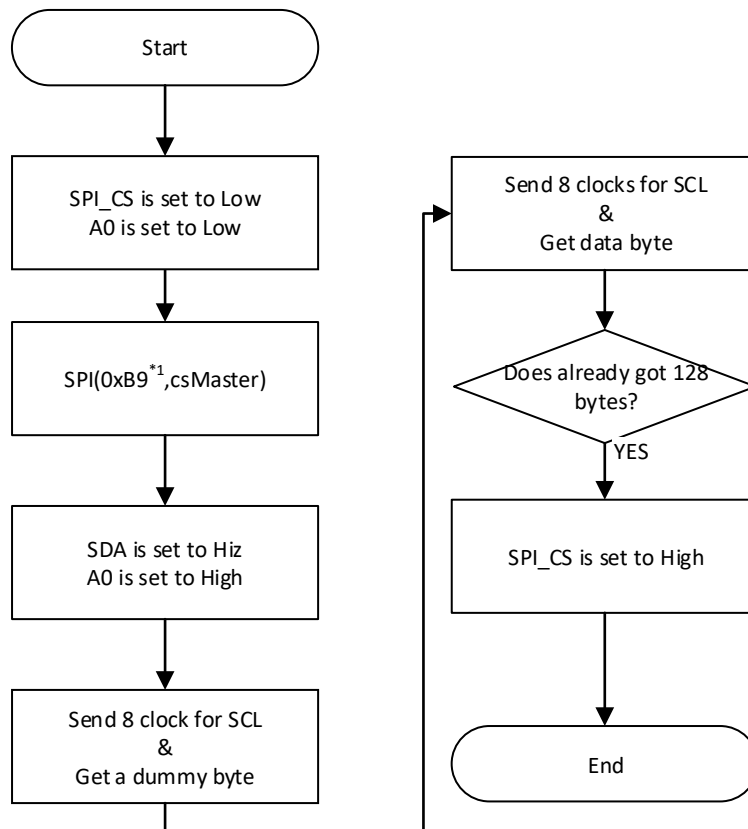 Start
SPI_CS is set to Low
A0 is set to Low
SPI(0xB9*1,csMaster)
SDA is set to Hiz
A0 is set to High
Send 8 clock for SCL
&
Get a dummy byte
Send 8 clocks for SCL
&
Get data byte
Does already got 128
bytes?
YES
SPI_CS is set to High
End